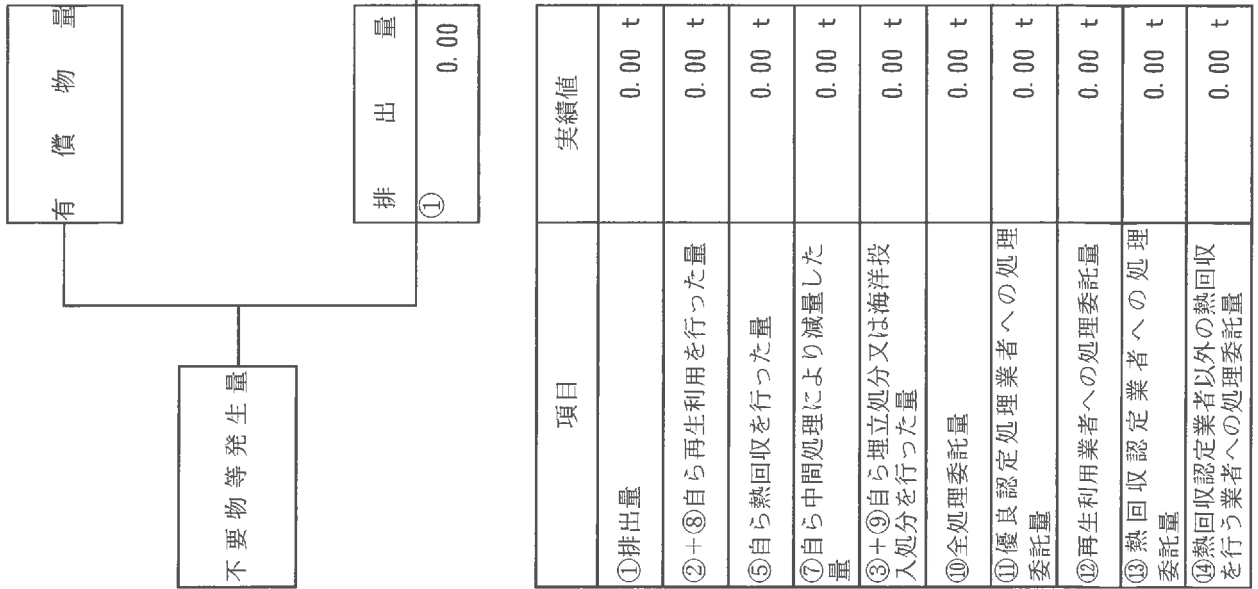 有償物量
不要物等発生量
排出量
① 0.00
項目 実績値
①排出量 0.00 t
②+⑧自ら再生利用を行った量 0.00 t
⑤自ら熱回収を行った量 0.00 t
⑦自ら中間処理により減量した
量 0.00 t
③+⑨自ら埋立処分又は海洋投
入処分を行った量 0.00 t
⑩全処理委託量 0.00 t
⑪優良認定処理業者への処理
委託量 0.00 t
⑫再生利用業者への処理委託量 0.00 t
⑬熱回収認定業者への処理
委託量 0.00 t
⑭熱回収認定業者以外の熱回収
を行う業者への処理委託量 0.00 t